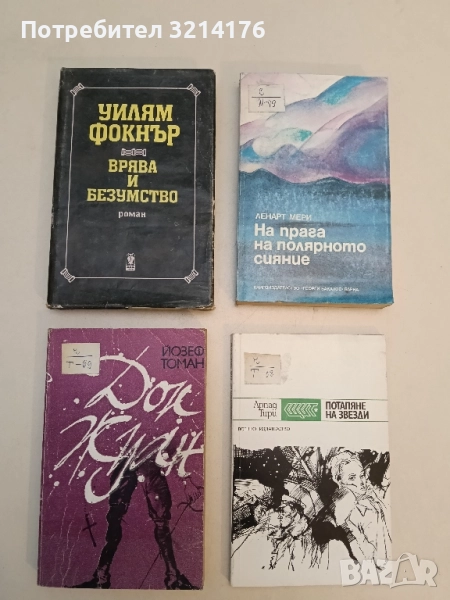 Потребител 3214176
УИЛЯМ
ФОКНЪР
ВРЯВА
И
БЕЗУМСТВО
роман
ЛЕНАРТ МЕРИ
На прага
на полярното
сияние
ЙОЗЕФ
ТОМАН
Дон
Жуан
Арпад
Тири
ПОТАПЯНЕ
НА ЗВЕЗДИ
BAZAR